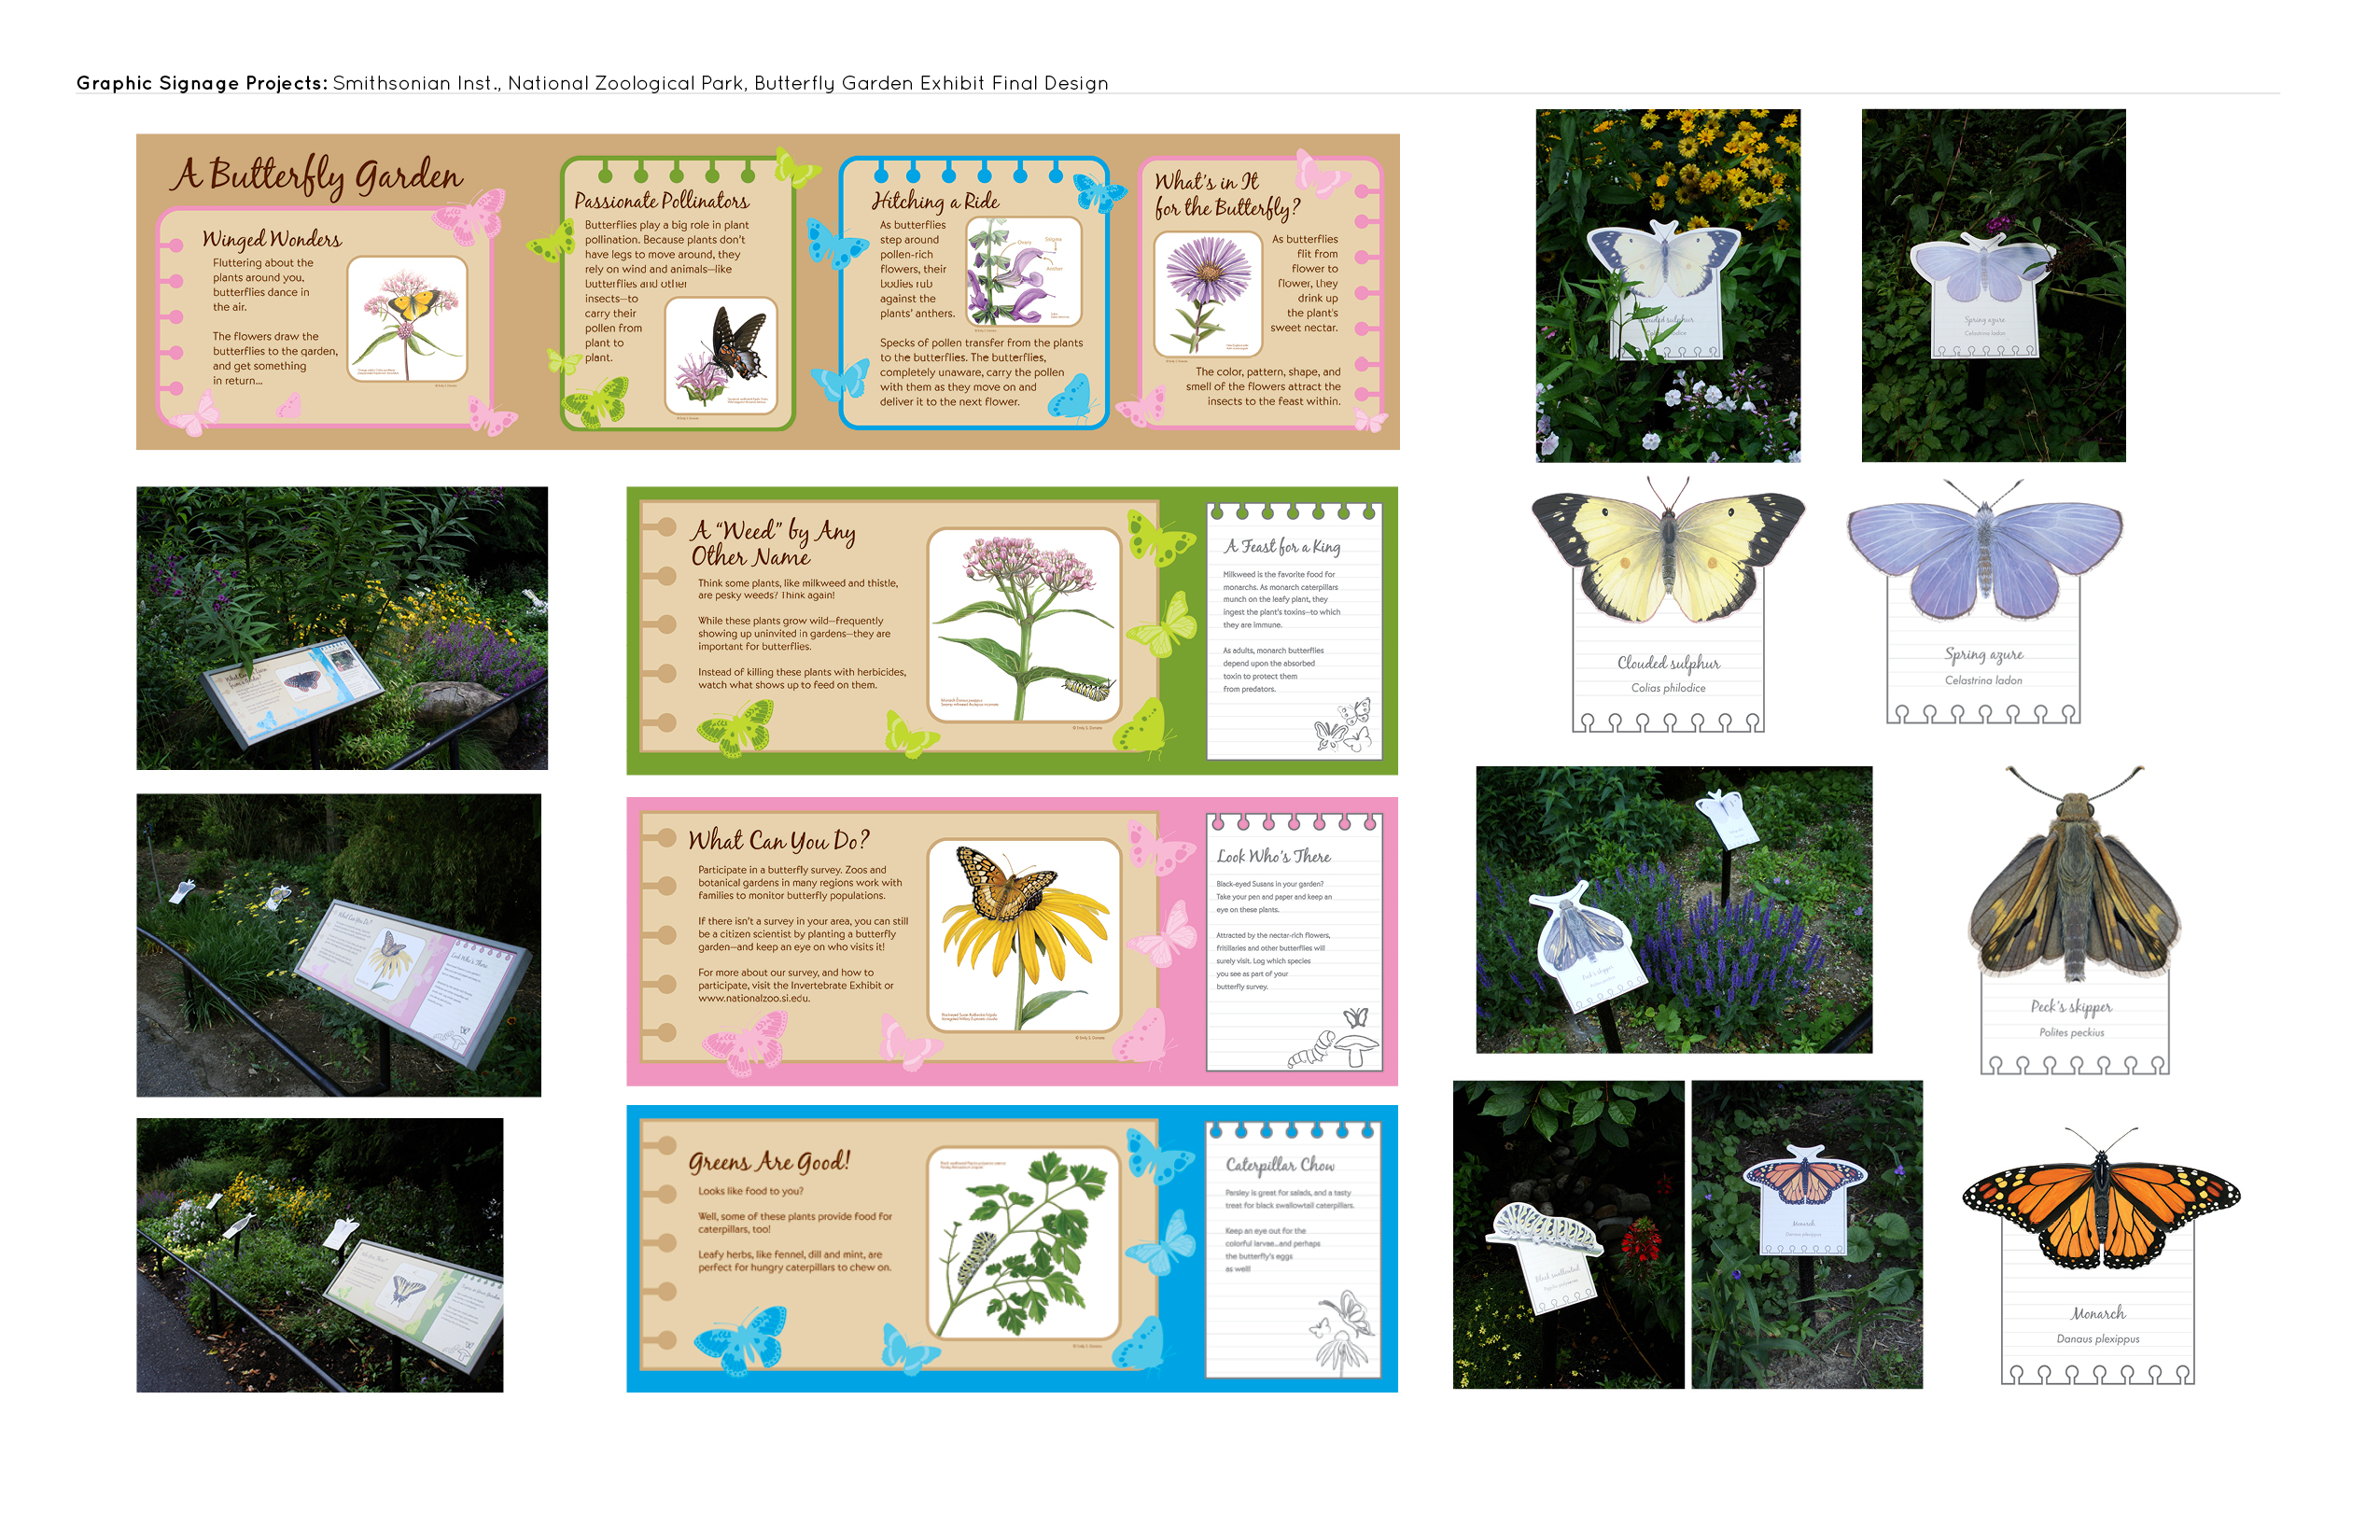 Graphic Signage Projects: Smithsonian Inst., National Zoological Park, Butterfly Garden Exhibit Final Design
A Butterfly Garden
Winged Wonders
Fluttering about the
plants around you,
butterflies dance in
the air.
The flowers draw the
butterflies to the garden,
and get something
in return...
Passionate Pollinators
Butterflies play a big role in plant
pollination. Because plants don't
have legs to move around, they
rely on wind and animals—like
butterflies and other
insects—to
carry their
pollen from
plant to
plant.
Hitching a Ride
As butterflies
step around
pollen-rich
flowers, their
bodies rub
against the
plants' anthers.
Ovary
Stigma
Anther
Specks of pollen transfer from the plants
to the butterflies. The butterflies,
completely unaware, carry the pollen
with them as they move on and
deliver it to the next flower.
What's in It
for the Butterfly?
As butterflies
flit from
flower to
flower, they
drink up
the plant's
sweet nectar.
The color, pattern, shape, and
smell of the flowers attract the
insects to the feast within.
A "Weed" by Any
Other Name
Think some plants, like milkweed and thistle,
are pesky weeds? Think again!
While these plants grow wild—frequently
showing up uninvited in gardens—they are
important for butterflies.
Instead of killing these plants with herbicides,
watch what shows up to feed on them.
A Feast for a King
Milkweed is the favorite food for
monarchs. As monarch caterpillars
munch on the leafy plant, they
ingest the plant's toxins—to which
they are immune.
As adults, monarch butterflies
depend upon the absorbed
toxin to protect them
from predators.
What Can You Do?
Participate in a butterfly survey. Zoos and
botanical gardens in many regions work with
families to monitor butterfly populations.
If there isn't a survey in your area, you can still
be a citizen scientist by planting a butterfly
garden—and keep an eye on who visits it!
For more about our survey, and how to
participate, visit the Invertebrate Exhibit or
www.nationalzoo.si.edu.
Look Who's There
Black-eyed Susans in your garden?
Take your pen and paper and keep an
eye on these plants.
Attracted by the nectar-rich flowers,
fritillaries and other butterflies will
surely visit. Log which species
you see as part of your
butterfly survey.
Greens Are Good!
Looks like food to you?
Well, some of these plants provide food for
caterpillars, too!
Leafy herbs, like fennel, dill and mint, are
perfect for hungry caterpillars to chew on.
Caterpillar Chow
Parsley is great for salads, and a tasty
treat for black swallowtail caterpillars.
Keep an eye out for the
colorful larvae...and perhaps
the butterfly's eggs
as well!
Spring azure
Celastrina ladon
Clouded sulphur
Colias philodice
Spring azure
Celastrina ladon
What Can You Do?
Look Who's There
Peck's skipper
Peck's skipper
Polites peckius
Black swallowtail
Monarch
Danaus plexippus
Monarch
Danaus plexippus